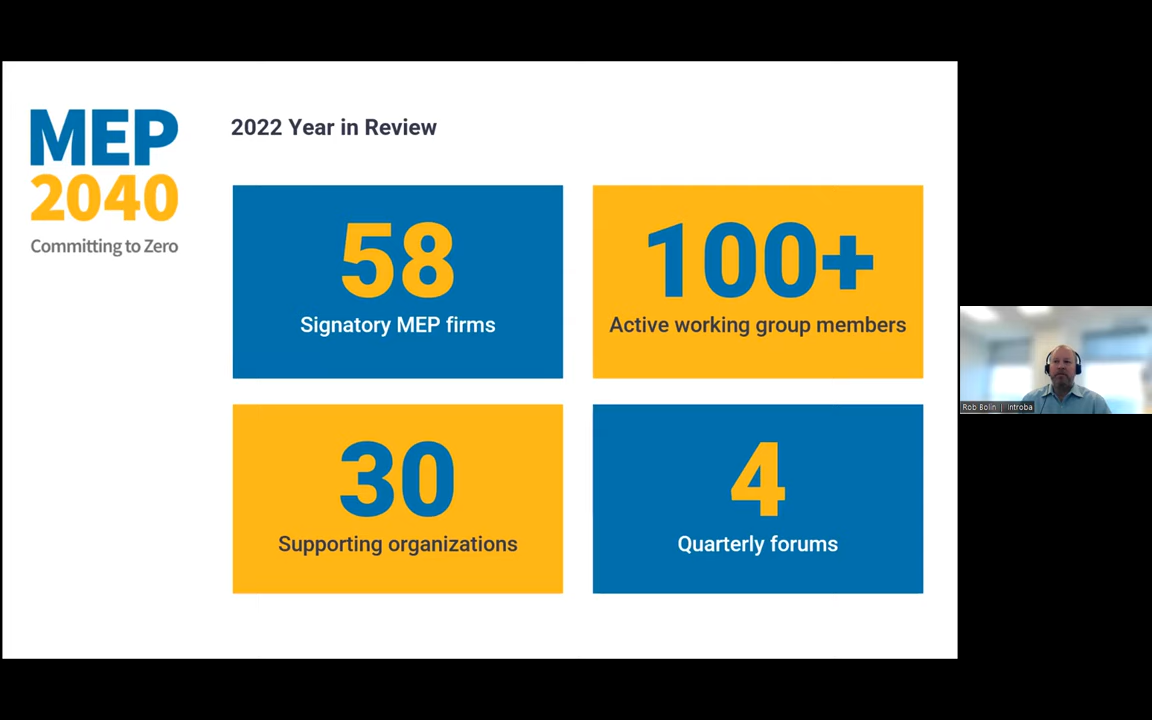 MEP
2040
Committing to Zero
2022 Year in Review
58
Signatory MEP firms
100+
Active working group members
30
Supporting organizations
4
Quarterly forums
Rob Bolin | introba